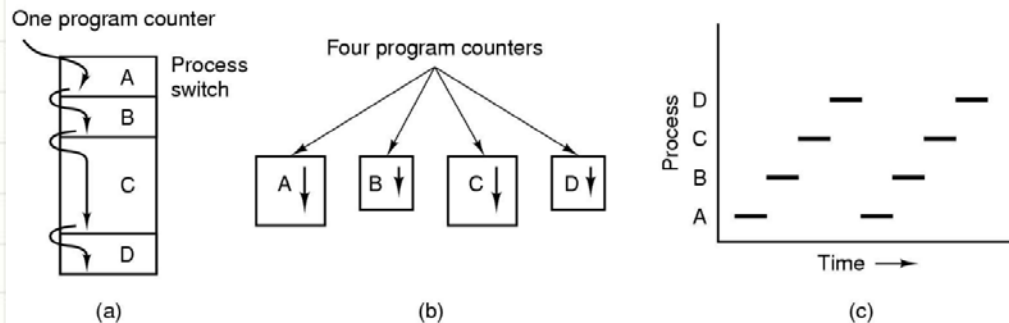 One program counter
Process
switch
A
B
C
D
(a)
Four program counters
A
B
C
D
(b)
Process
D
C
B
A
Time
(c)